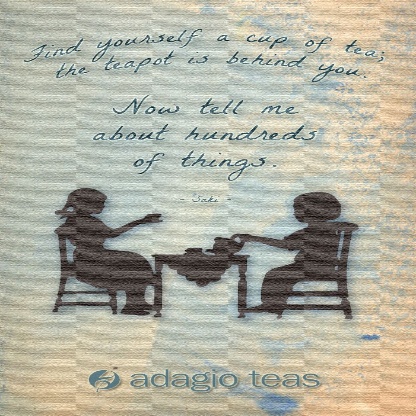 Find yourself a cup of tea;
the teapot is behind you.
Now tell me
about hundreds
of things.
- Saki -
adagio teas